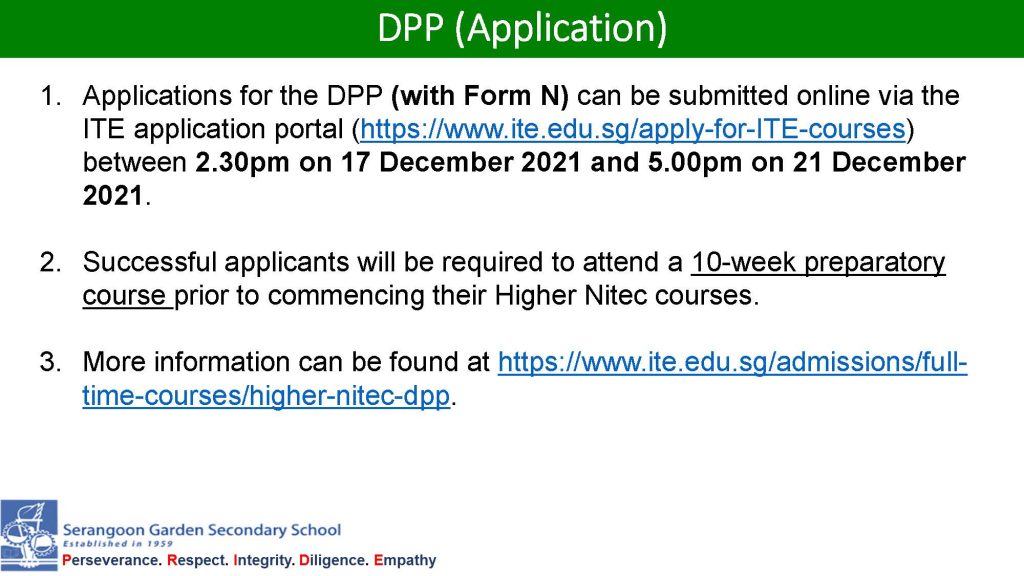 DPP (Application)
1. Applications for the DPP (with Form N) can be submitted online via the
ITE application portal (https://www.ite.edu.sg/apply-for-ITE-courses)
between 2.30pm on 17 December 2021 and 5.00pm on 21 December
2021.
2. Successful applicants will be required to attend a 10-week preparatory
course prior to commencing their Higher Nitec courses.
3. More information can be found at https://www.ite.edu.sg/admissions/full-
time-courses/higher-nitec-dpp.
Serangoon Garden Secondary School
Established in 1959
Perseverance. Respect. Integrity. Diligence. Empathy